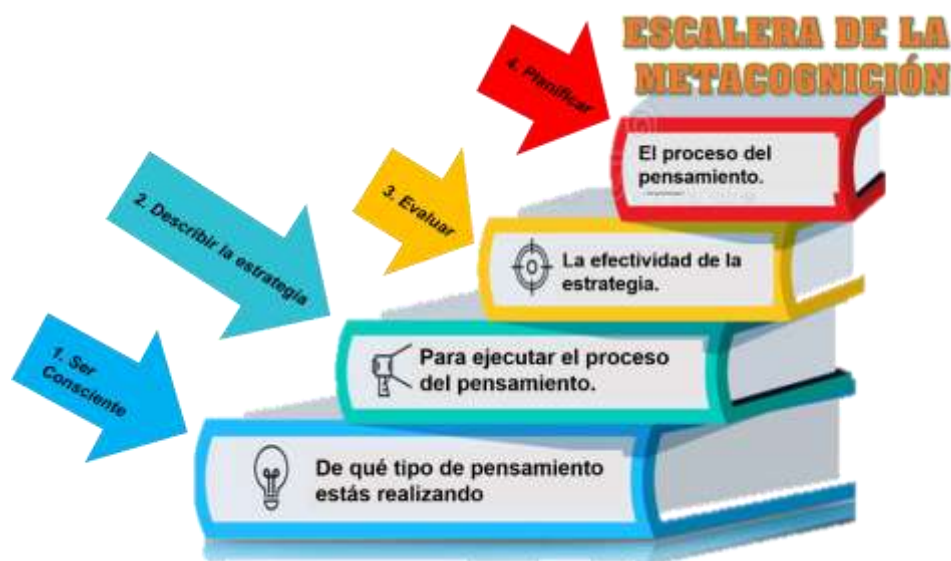 ESCALERA DE LA
METACOGNICIÓN
4. Planificar
El proceso del
pensamiento.
3. Evaluar
La efectividad de la
estrategia.
2. Describir la estrategia
Para ejecutar el proceso
del pensamiento.
1. Ser
Consciente
De qué tipo de pensamiento
estás realizando